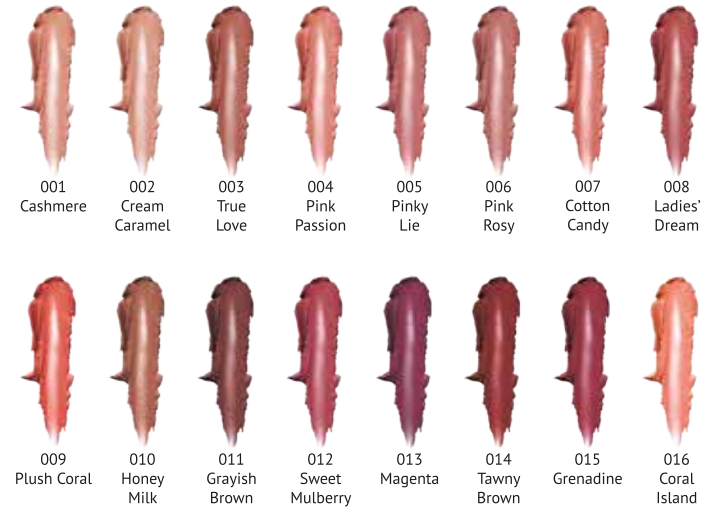 001
Cashmere
002
Cream
Caramel
003
True
Love
004
Pink
Passion
005
Pinky
Lie
006
Pink
Rosy
007
Cotton
Candy
008
Ladies’
Dream
009
Plush Coral
010
Honey
Milk
011
Grayish
Brown
012
Sweet
Mulberry
013
Magenta
014
Tawny
Brown
015
Grenadine
016
Coral
Island